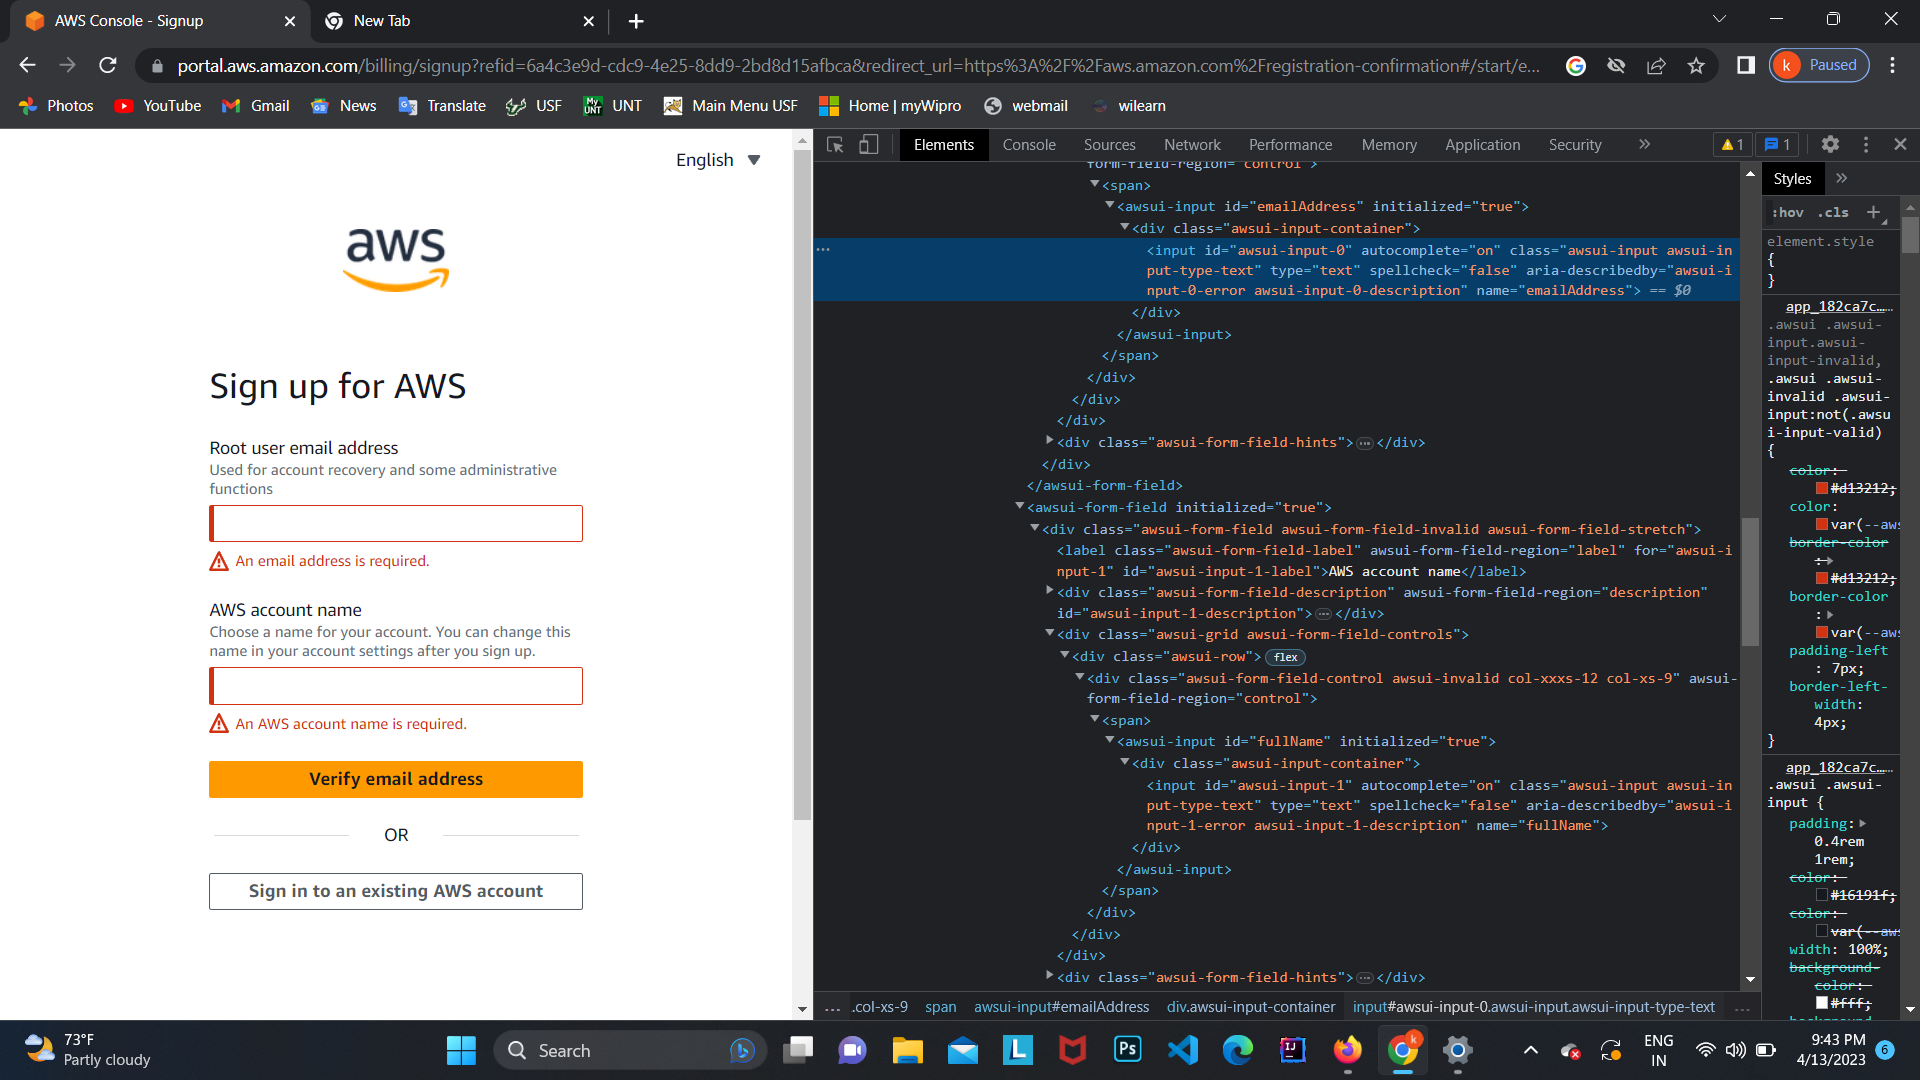 AWS Console - Signup
New Tab
portal.aws.amazon.com/billing/signup?refid=6a4c3e9d-cdc9-4e25-8dd9-2bd8d15afbca&redirect_url=https%3A%2F%2Faws.amazon.com%2Fregistration-confirmation#/start/e...
k Paused
Photos YouTube Gmail News Translate USF UNT Main Menu USF Home | myWipro webmail wilearn
English
aws
Sign up for AWS
Root user email address
Used for account recovery and some administrative
functions
An email address is required.
AWS account name
Choose a name for your account. You can change this
name in your account settings after you sign up.
An AWS account name is required.
Verify email address
OR
Sign in to an existing AWS account
Elements Console Sources Network Performance Memory Application Security » 1 1
form-field-region="control">
<span>
<awsui-input id="emailAddress" initialized="true">
<div class="awsui-input-container">
<input id="awsui-input-0" autocomplete="on" class="awsui-input awsui-in
put-type-text" type="text" spellcheck="false" aria-describedby="awsui-i
nput-0-error awsui-input-0-description" name="emailAddress"> == $0
</div>
</awsui-input>
</span>
</div>
</div>
</div>
<div class="awsui-form-field-hints">…</div>
</div>
</awsui-form-field>
<awsui-form-field initialized="true">
<div class="awsui-form-field awsui-form-field-invalid awsui-form-field-stretch">
<label class="awsui-form-field-label" awsui-form-field-region="label" for="awsui-i
nput-1" id="awsui-input-1-label">AWS account name</label>
<div class="awsui-form-field-description" awsui-form-field-region="description"
id="awsui-input-1-description">…</div>
<div class="awsui-grid awsui-form-field-controls">
<div class="awsui-row"> flex
<div class="awsui-form-field-control awsui-invalid col-xxxs-12 col-xs-9" awsui-
form-field-region="control">
<span>
<awsui-input id="fullName" initialized="true">
<div class="awsui-input-container">
<input id="awsui-input-1" autocomplete="on" class="awsui-input awsui-in
put-type-text" type="text" spellcheck="false" aria-describedby="awsui-i
nput-1-error awsui-input-1-description" name="fullName">
</div>
</awsui-input>
</span>
</div>
</div>
</div>
<div class="awsui-form-field-hints">…</div>
... .col-xs-9 span awsui-input#emailAddress div.awsui-input-container input#awsui-input-0.awsui-input.awsui-input-type-text ...
Styles »
:hov .cls +
element.style
{
}
app_182ca7c…
.awsui .awsui-
input.awsui-
input-invalid,
.awsui .awsui-
invalid .awsui-
input:not(.awsu
i-input-valid)
{
color:
#d13212;
color:
var(--aws
border-color
:
#d13212;
border-color
:
var(--aws
padding-left
: 7px;
border-left-
width:
4px;
}
app_182ca7c…
.awsui .awsui-
input {
padding:
0.4rem
1rem;
color:
#16191f;
color:
var(--aws
width: 100%;
background-
color:
#fff;
73°F
Partly cloudy
Search
L
Ps
IJ
k
ENG
IN
9:43 PM
4/13/2023
6